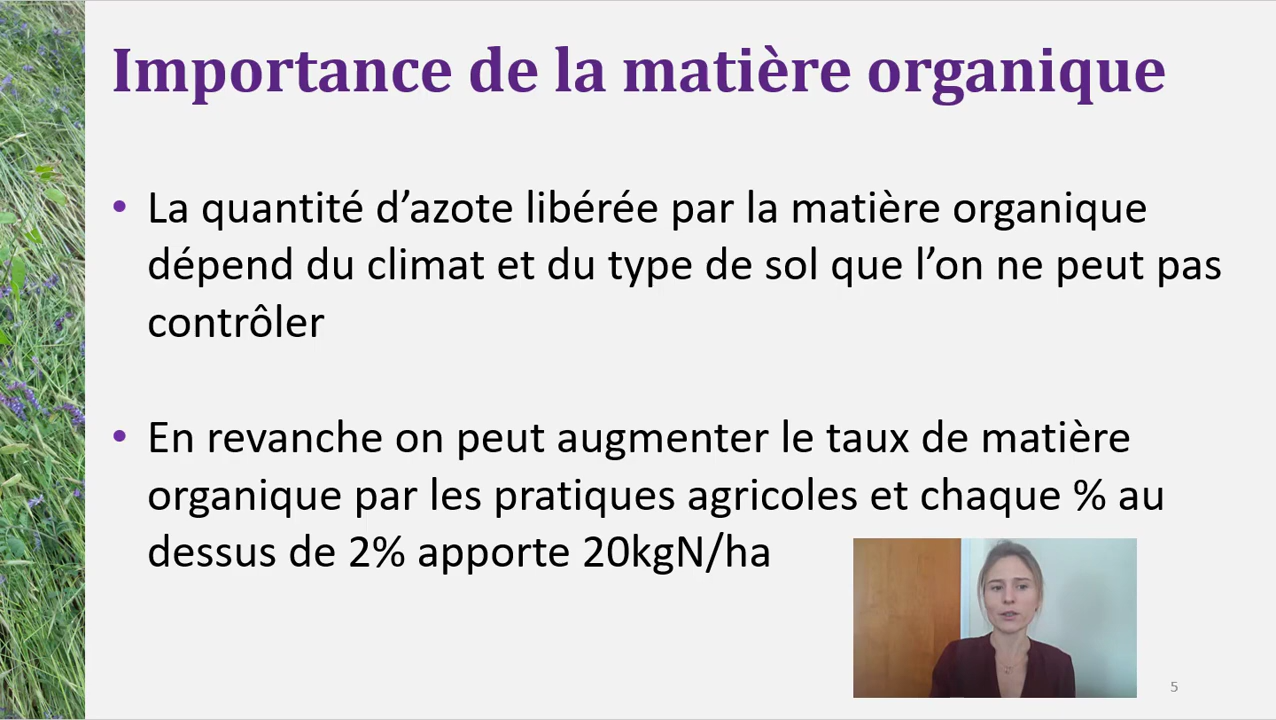 Importance de la matière organique
• La quantité d’azote libérée par la matière organique
dépend du climat et du type de sol que l’on ne peut pas
contrôler
• En revanche on peut augmenter le taux de matière
organique par les pratiques agricoles et chaque % au
dessus de 2% apporte 20kgN/ha
5